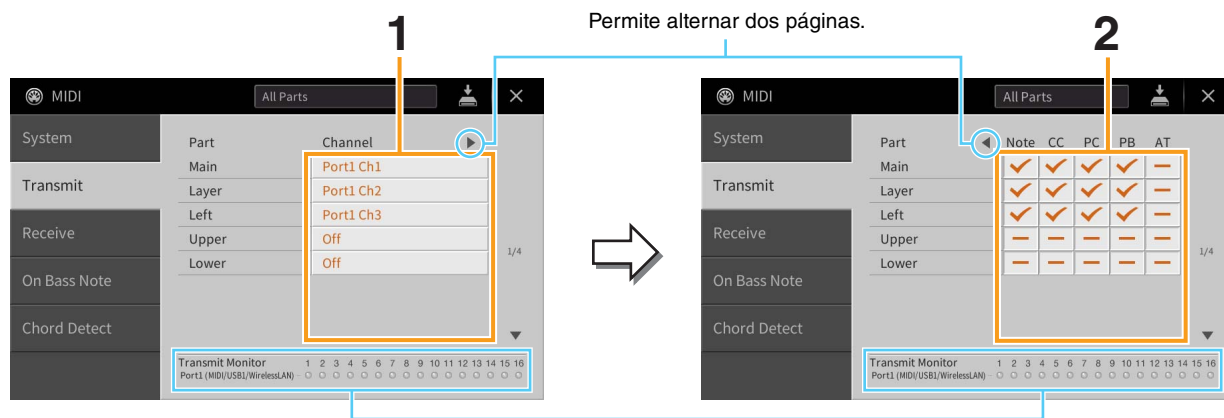 Permite alternar dos páginas.
1
2
MIDI
All Parts
System
Transmit
Receive
On Bass Note
Chord Detect
Part Channel
Main Port1 Ch1
Layer Port1 Ch2
Left Port1 Ch3
Upper Off
Lower Off
1/4
Transmit Monitor 1 2 3 4 5 6 7 8 9 10 11 12 13 14 15 16
Port1 (MIDI/USB1/WirelessLAN)
MIDI
All Parts
System
Transmit
Receive
On Bass Note
Chord Detect
Part Note CC PC PB AT
Main
Layer
Left
Upper
Lower
1/4
Transmit Monitor 1 2 3 4 5 6 7 8 9 10 11 12 13 14 15 16
Port1 (MIDI/USB1/WirelessLAN)